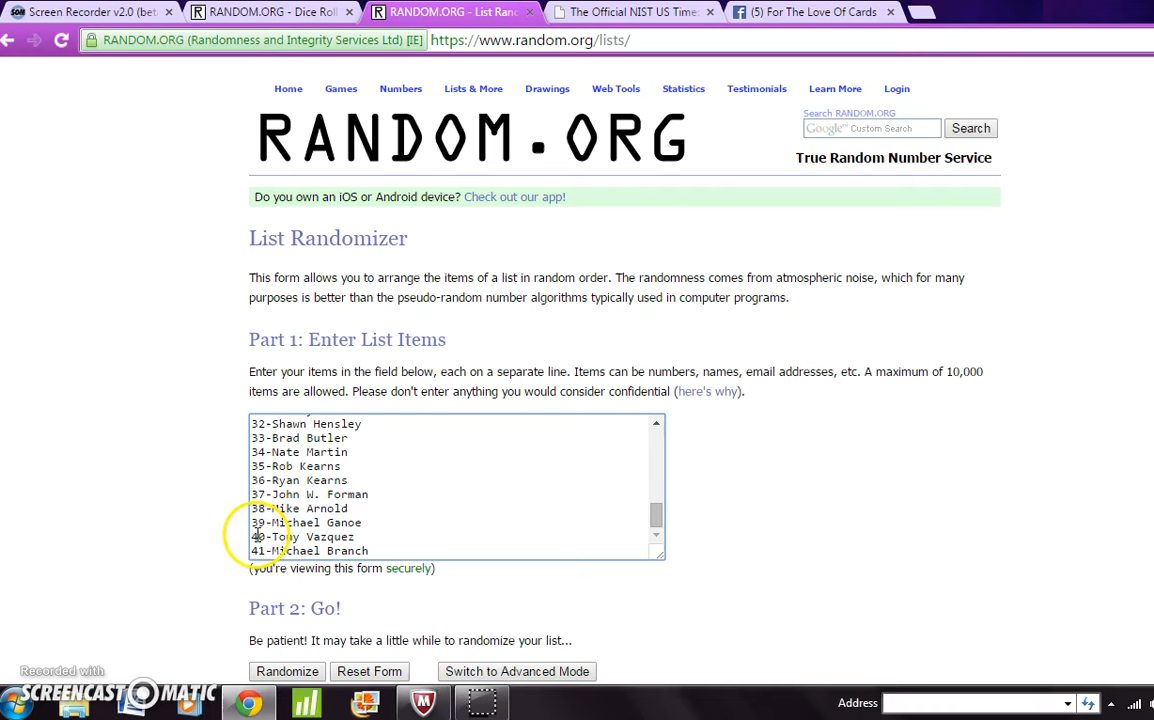 Screen Recorder v2.0 (bet
RANDOM.ORG - Dice Roll
RANDOM.ORG - List Ran
The Official NIST US Time:
(5) For The Love Of Cards
RANDOM.ORG (Randomness and Integrity Services Ltd) [IE]
https://www.random.org/lists/
Home Games Numbers Lists & More Drawings Web Tools Statistics Testimonials Learn More Login
RANDOM.ORG
Search RANDOM.ORG
Google™ Custom Search
Search
True Random Number Service
Do you own an iOS or Android device? Check out our app!
List Randomizer
This form allows you to arrange the items of a list in random order. The randomness comes from atmospheric noise, which for many
purposes is better than the pseudo-random number algorithms typically used in computer programs.
Part 1: Enter List Items
Enter your items in the field below, each on a separate line. Items can be numbers, names, email addresses, etc. A maximum of 10,000
items are allowed. Please don't enter anything you would consider confidential (here's why).
32-Shawn Hensley
33-Brad Butler
34-Nate Martin
35-Rob Kearns
36-Ryan Kearns
37-John W. Forman
38-Mike Arnold
39-Michael Ganoe
40-Tony Vazquez
41-Michael Branch
(you're viewing this form securely)
Part 2: Go!
Be patient! It may take a little while to randomize your list...
Randomize
Reset Form
Switch to Advanced Mode
Recorded with
SCREENCAST-O-MATIC
Address